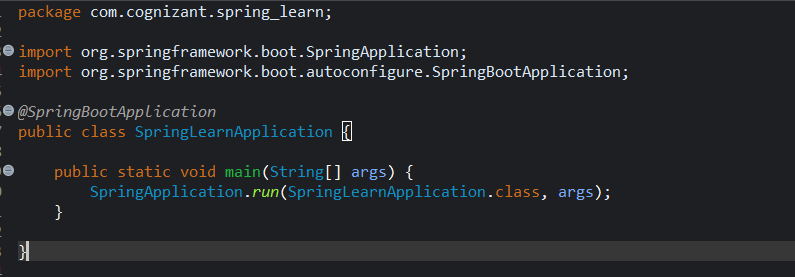 package com.cognizant.spring_learn;
import org.springframework.boot.SpringApplication;
import org.springframework.boot.autoconfigure.SpringBootApplication;
@SpringBootApplication
public class SpringLearnApplication {
    public static void main(String[] args) {
        SpringApplication.run(SpringLearnApplication.class, args);
    }
}